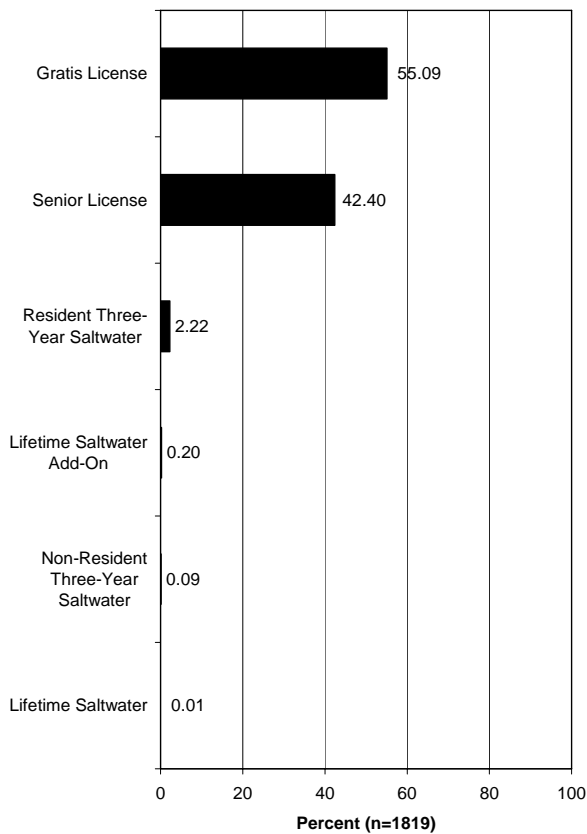 Gratis License
55.09
Senior License
42.40
Resident Three-
Year Saltwater
2.22
Lifetime Saltwater
Add-On
0.20
Non-Resident
Three-Year
Saltwater
0.09
Lifetime Saltwater
0.01
0 20 40 60 80 100
Percent (n=1819)